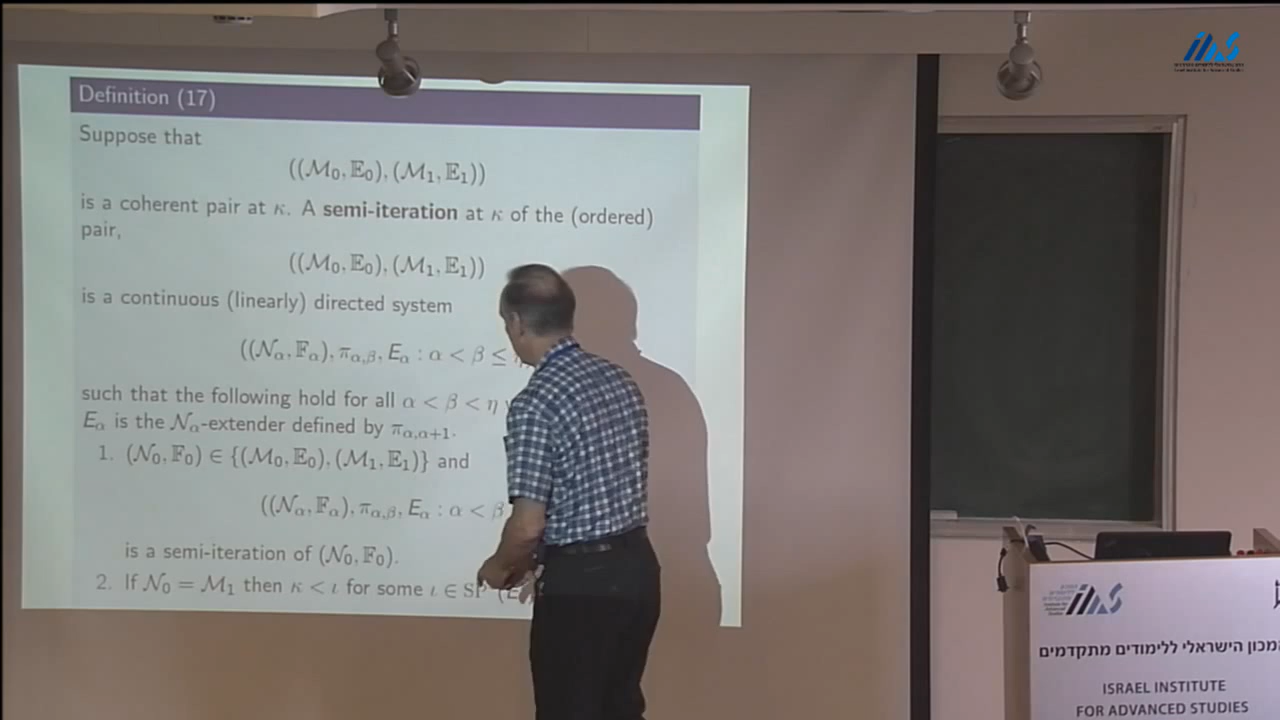 Definition (17)
Suppose that
((ℳ₀, 𝔼₀), (ℳ₁, 𝔼₁))
is a coherent pair at κ. A semi-iteration at κ of the (ordered)
pair,
((ℳ₀, 𝔼₀), (ℳ₁, 𝔼₁))
is a continuous (linearly) directed system
((𝒩_α, 𝔽_α), π_{α,β}, E_α : α < β ≤
such that the following hold for all α < β < η
E_α is the 𝒩_α-extender defined by π_{α,α+1}.
1. (𝒩₀, 𝔽₀) ∈ {(ℳ₀, 𝔼₀), (ℳ₁, 𝔼₁)} and
((𝒩_α, 𝔽_α), π_{α,β}, E_α : α < β
is a semi-iteration of (𝒩₀, 𝔽₀).
2. If 𝒩₀ = ℳ₁ then κ < ι for some ι ∈ SP
iias
iias
המכון הישראלי ללימודים מתקדמים
ISRAEL INSTITUTE
FOR ADVANCED STUDIES